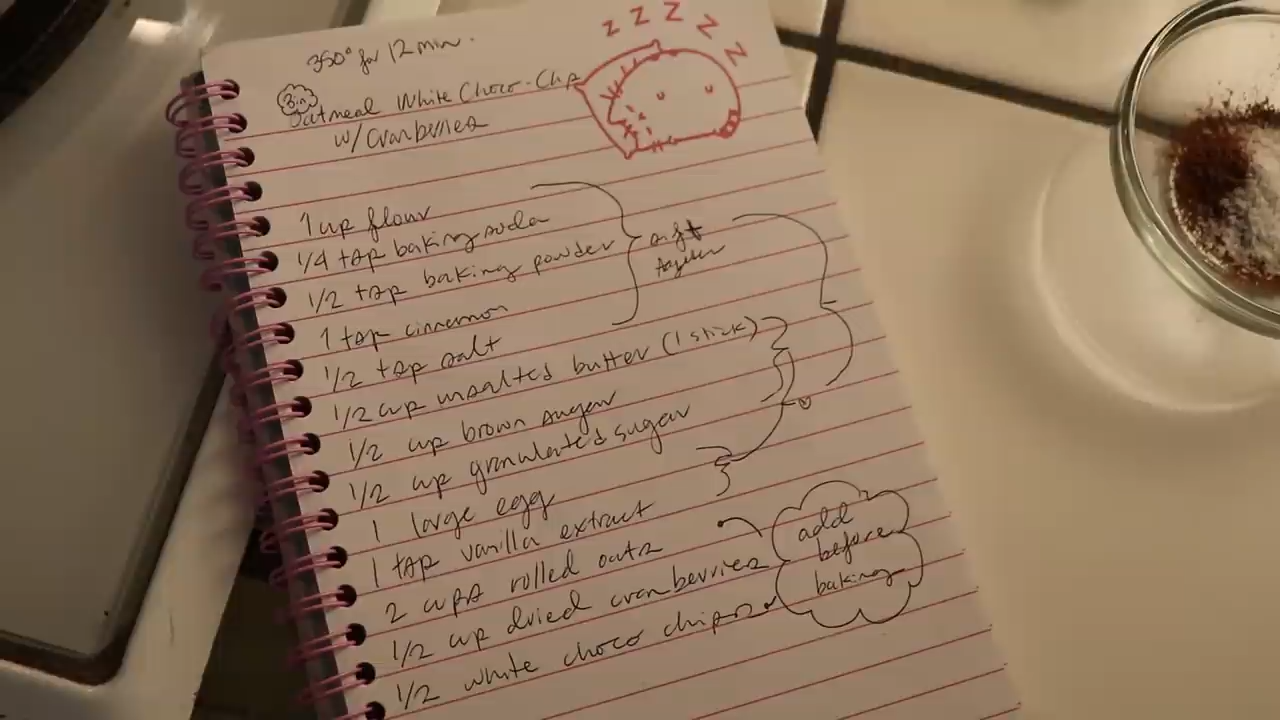 350° for 12 min.
z z z z z
3in
Oatmeal White Choco-Chip
w/ Cranberries
1 cup flour
1/4 tsp baking soda
1/2 tsp baking powder
sift
1 tsp cinnamon
1/2 tsp salt
1/2 cup unsalted butter (1 stick)
1/2 cup brown sugar
1/2 cup granulated sugar
1 large egg
1 tsp vanilla extract
2 cups rolled oats
1/2 cup dried cranberries
1/2 white choco chips
add
before
baking